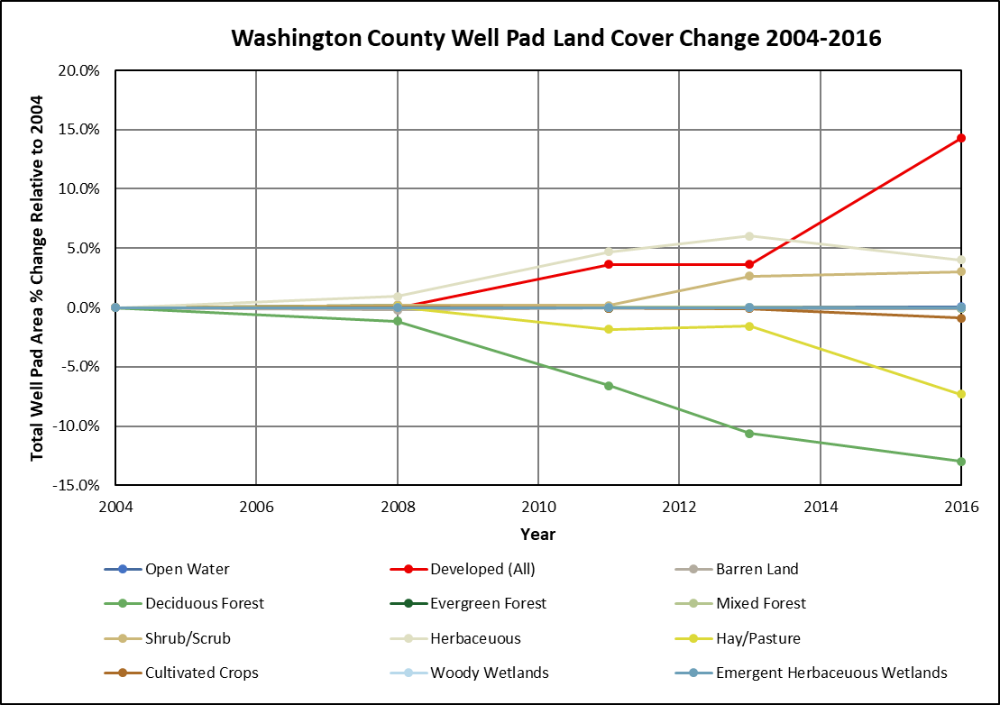 Washington County Well Pad Land Cover Change 2004-2016
Total Well Pad Area % Change Relative to 2004
20.0%
15.0%
10.0%
5.0%
0.0%
-5.0%
-10.0%
-15.0%
2004 2006 2008 2010 2012 2014 2016
Year
Open Water Developed (All) Barren Land
Deciduous Forest Evergreen Forest Mixed Forest
Shrub/Scrub Herbaceuous Hay/Pasture
Cultivated Crops Woody Wetlands Emergent Herbaceuous Wetlands